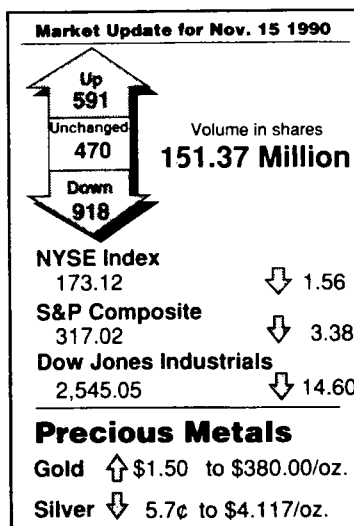 Market Update for Nov. 15 1990
Up
591
Unchanged
470
Down
918
Volume in shares
151.37 Million
NYSE Index
173.12 1.56
S&P Composite
317.02 3.38
Dow Jones Industrials
2,545.05 14.60
Precious Metals
Gold $1.50 to $380.00/oz.
Silver 5.7¢ to $4.117/oz.